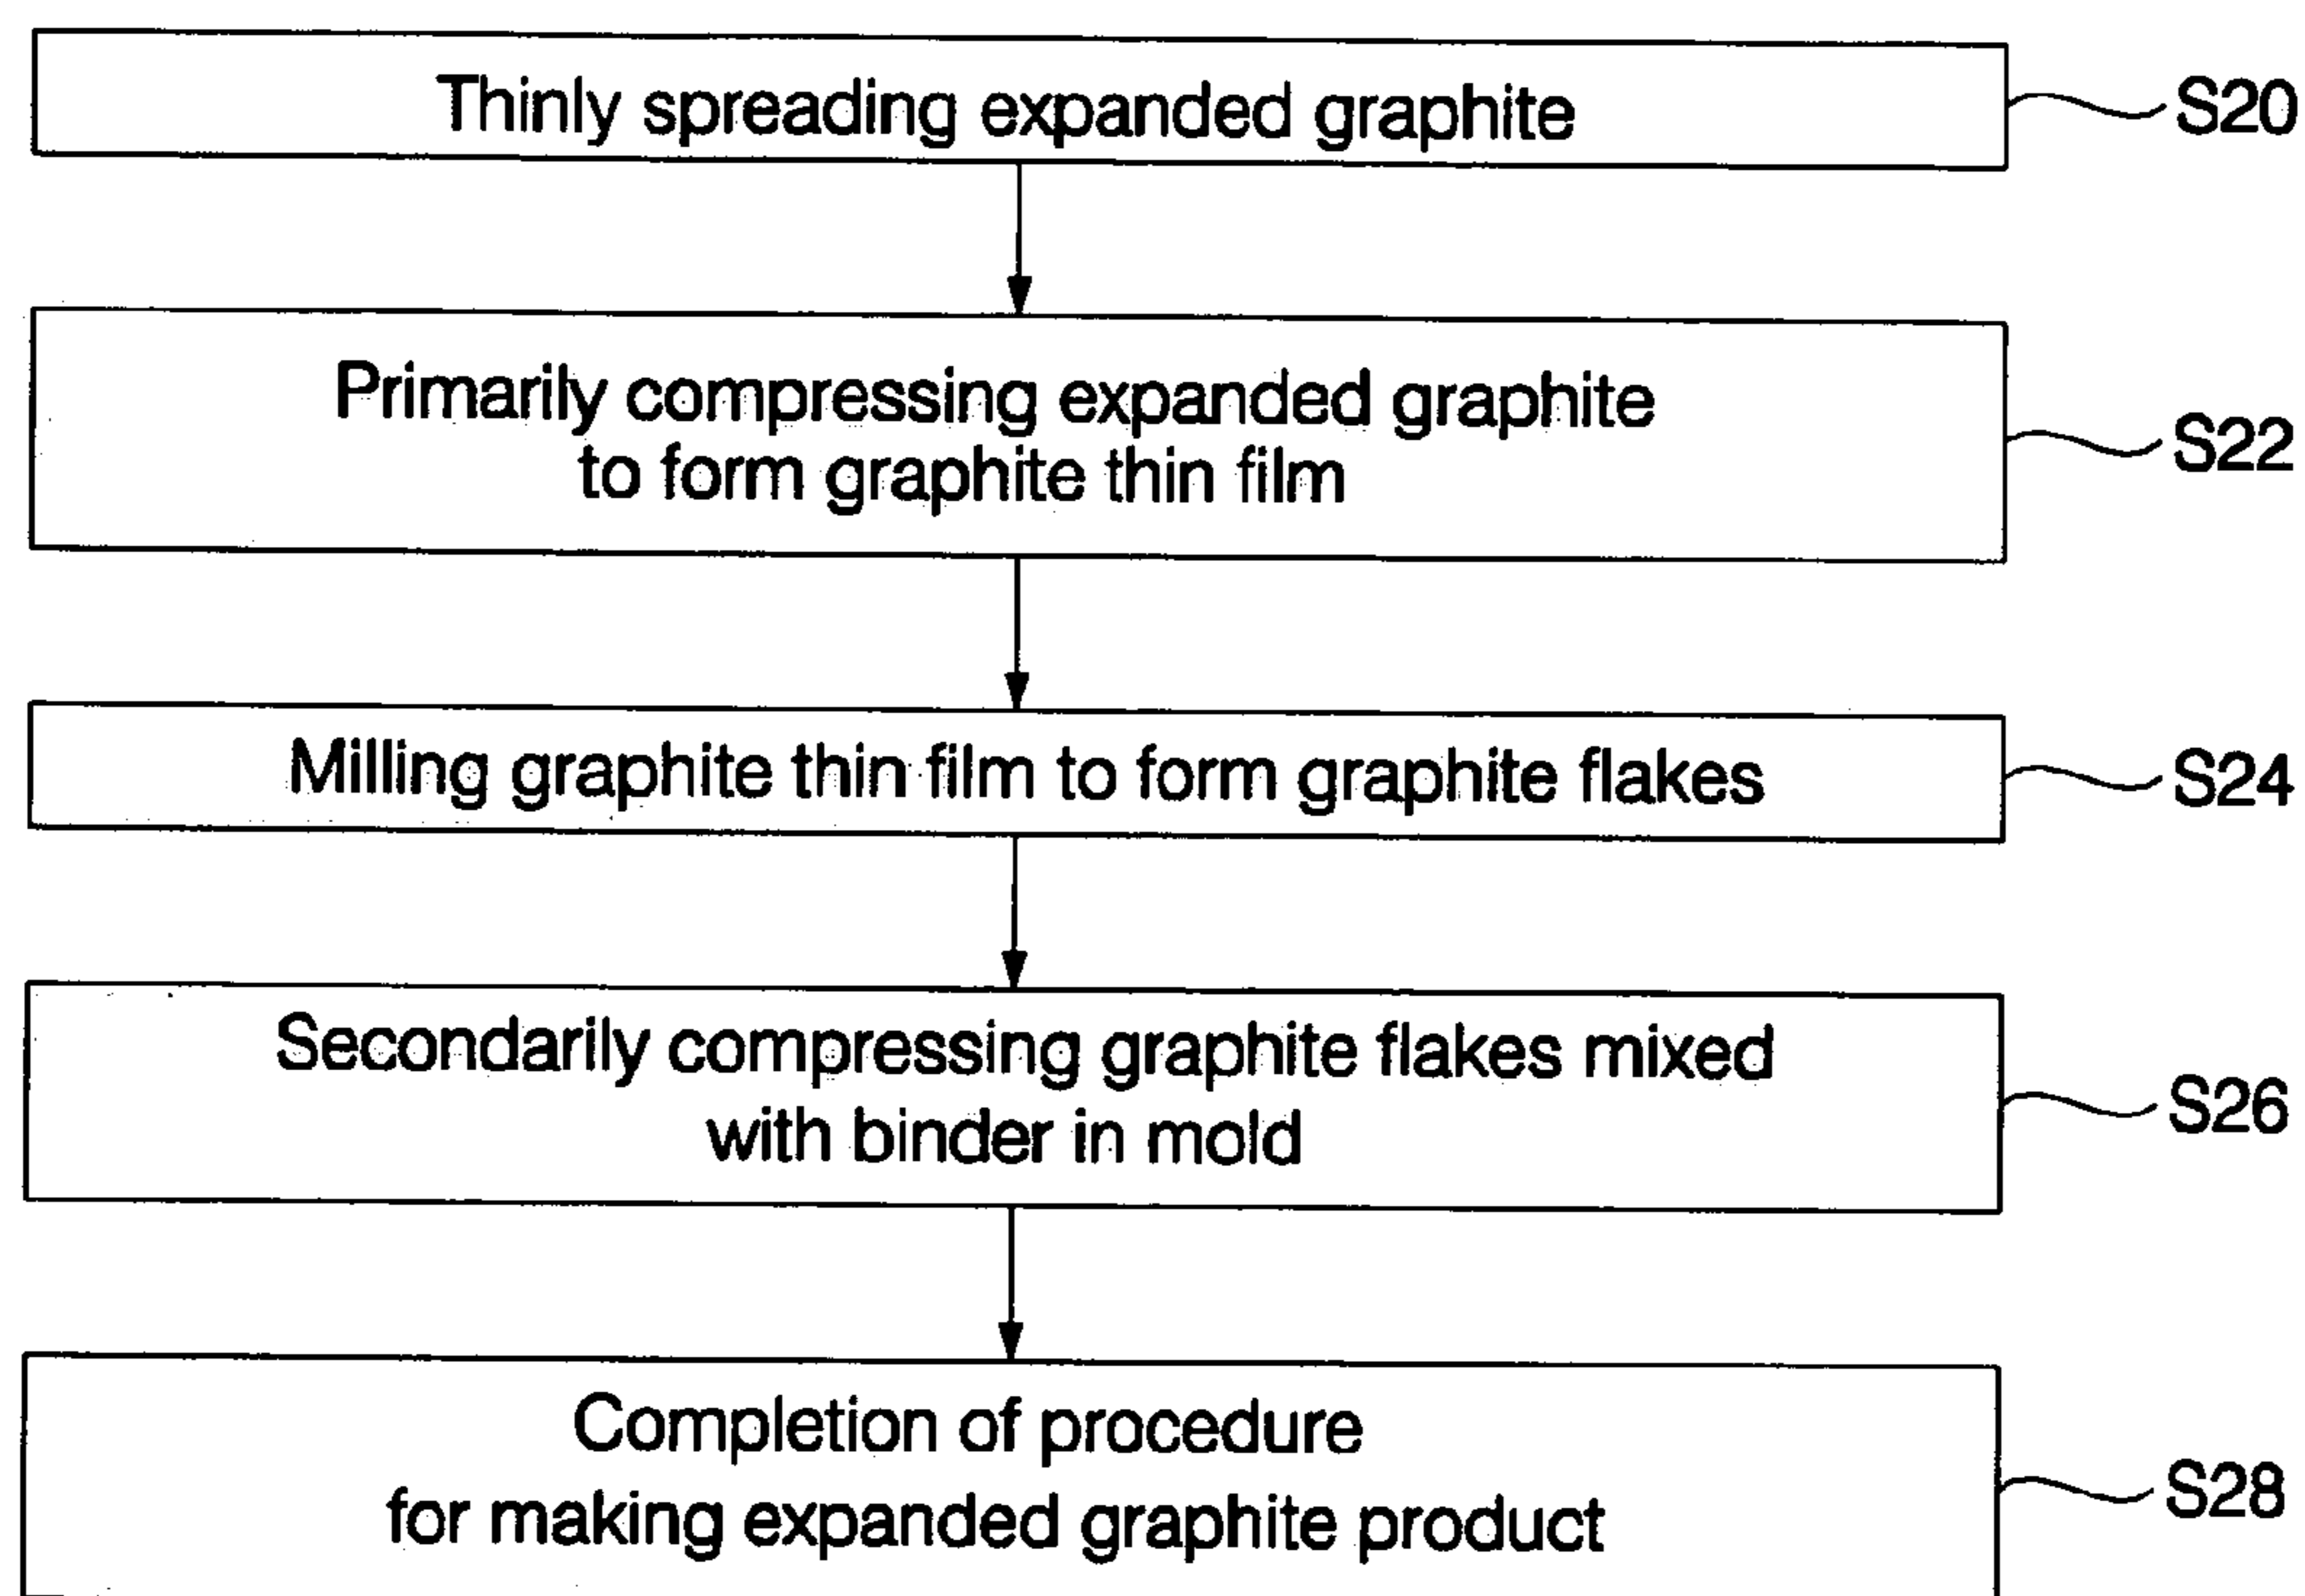 Thinly spreading expanded graphite
S20
Primarily compressing expanded graphite
to form graphite thin film
S22
Milling graphite thin film to form graphite flakes
S24
Secondarily compressing graphite flakes mixed
with binder in mold
S26
Completion of procedure
for making expanded graphite product
S28